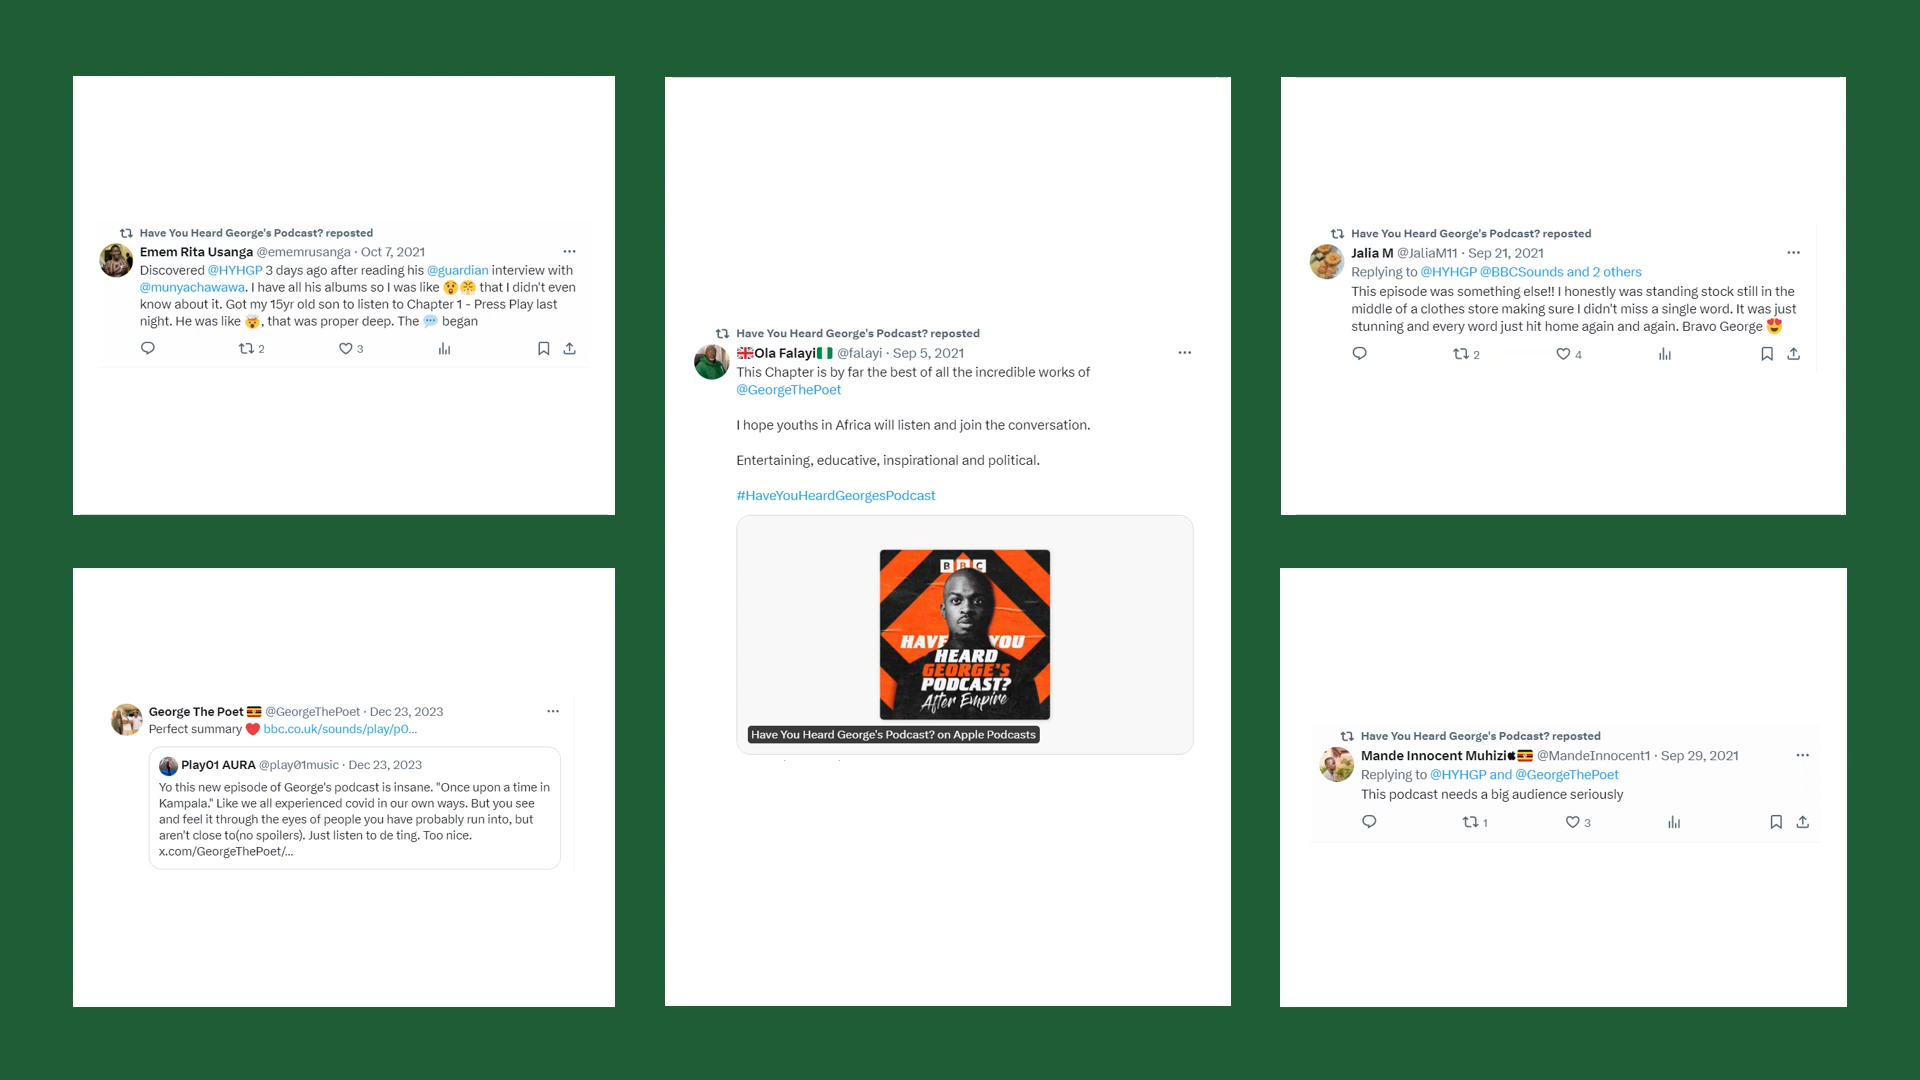 Have You Heard George's Podcast? reposted
Emem Rita Usanga @ememrusanga · Oct 7, 2021
Discovered @HYHGP 3 days ago after reading his @guardian interview with
@munyachawawa. I have all his albums so I was like 😲😤 that I didn't even
know about it. Got my 15yr old son to listen to Chapter 1 - Press Play last
night. He was like 🤯, that was proper deep. The 💬 began
2 3
George The Poet 🇺🇬 @GeorgeThePoet · Dec 23, 2023
Perfect summary ❤️ bbc.co.uk/sounds/play/p0...
Play01 AURA @play01music · Dec 23, 2023
Yo this new episode of George's podcast is insane. "Once upon a time in
Kampala." Like we all experienced covid in our own ways. But you see
and feel it through the eyes of people you have probably run into, but
aren't close to(no spoilers). Just listen to de ting. Too nice.
x.com/GeorgeThePoet/...
Have You Heard George's Podcast? reposted
🇬🇧Ola Falayi🇳🇬 @falayi · Sep 5, 2021
This Chapter is by far the best of all the incredible works of
@GeorgeThePoet
I hope youths in Africa will listen and join the conversation.
Entertaining, educative, inspirational and political.
#HaveYouHeardGeorgesPodcast
BBC
HAVE YOU
HEARD
GEORGE'S
PODCAST?
After Empire
Have You Heard George's Podcast? on Apple Podcasts
Have You Heard George's Podcast? reposted
Jalia M @JaliaM11 · Sep 21, 2021
Replying to @HYHGP @BBCSounds and 2 others
This episode was something else!! I honestly was standing stock still in the
middle of a clothes store making sure I didn't miss a single word. It was just
stunning and every word just hit home again and again. Bravo George 😍
2 4
Have You Heard George's Podcast? reposted
Mande Innocent Muhizi🇺🇬 @MandeInnocent1 · Sep 29, 2021
Replying to @HYHGP and @GeorgeThePoet
This podcast needs a big audience seriously
1 3